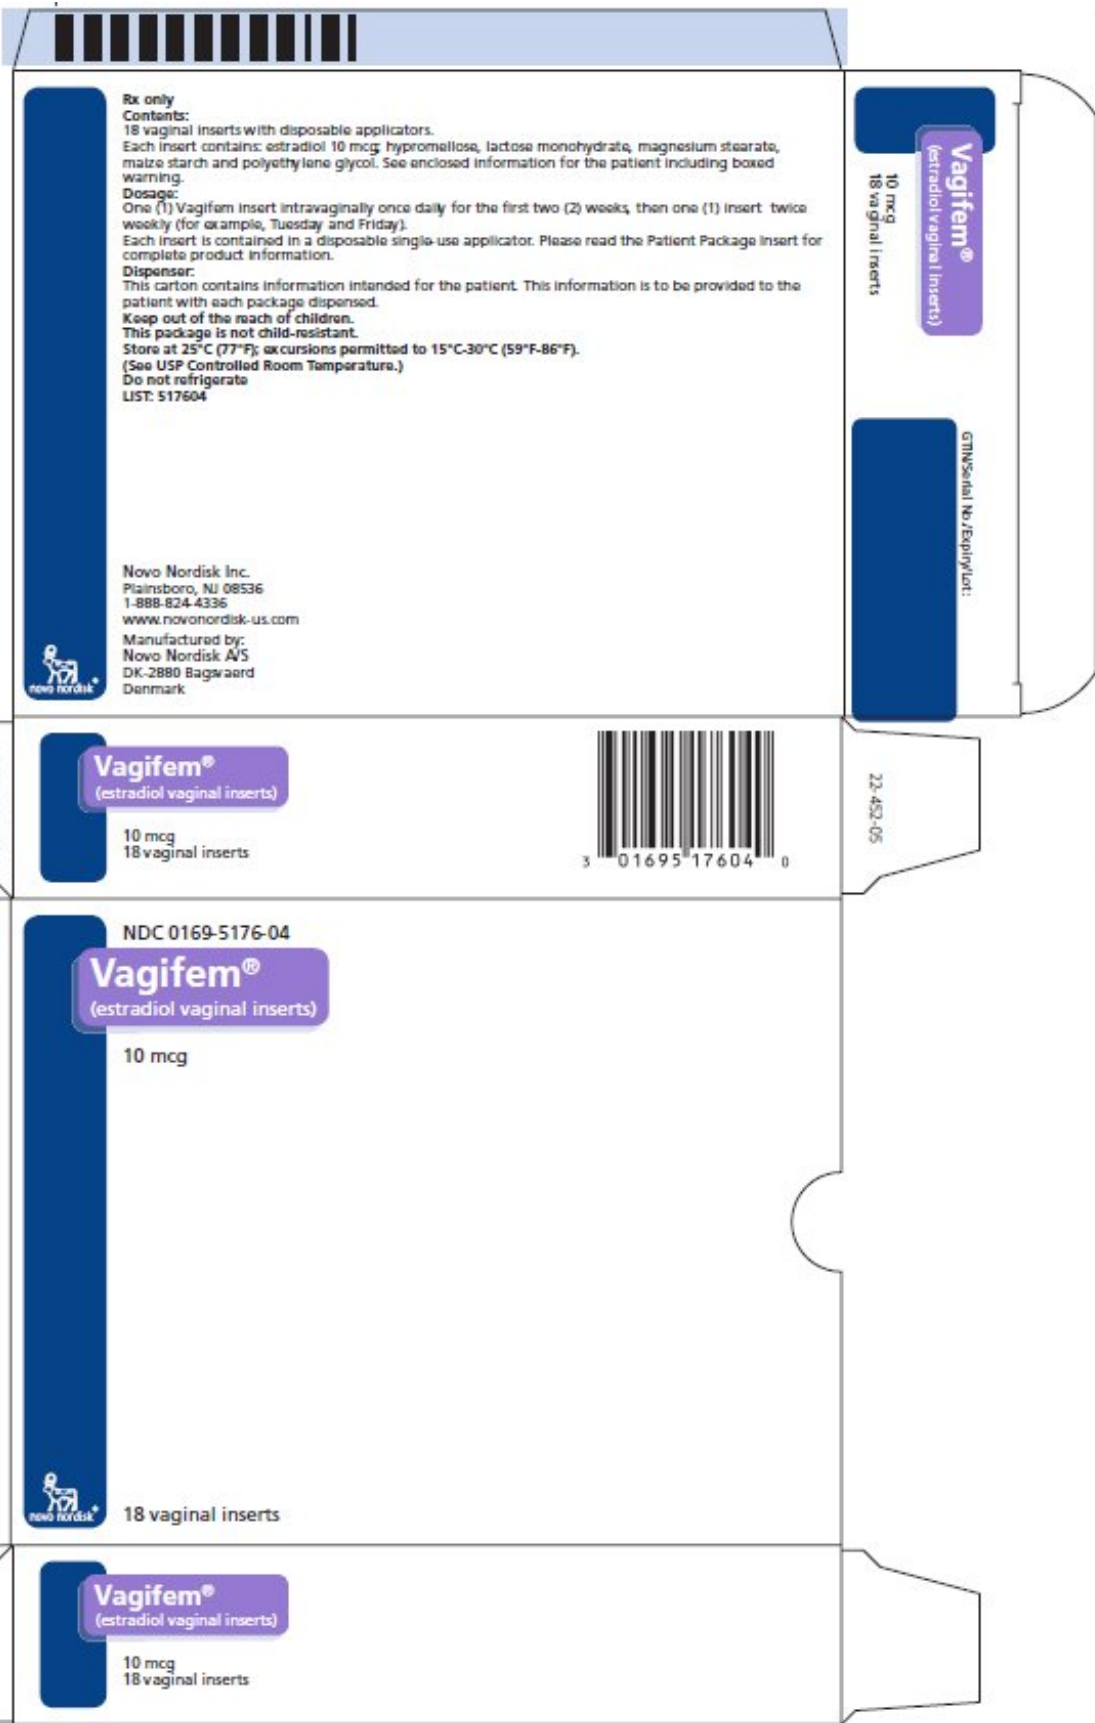 Rx only
Contents:
18 vaginal inserts with disposable applicators.
Each insert contains: estradiol 10 mcg; hypromellose, lactose monohydrate, magnesium stearate,
maize starch and polyethylene glycol. See enclosed information for the patient including boxed
warning.
Dosage:
One (1) Vagifem insert intravaginally once daily for the first two (2) weeks, then one (1) insert twice
weekly (for example, Tuesday and Friday).
Each insert is contained in a disposable single-use applicator. Please read the Patient Package Insert for
complete product information.
Dispenser:
This carton contains information intended for the patient. This information is to be provided to the
patient with each package dispensed.
Keep out of the reach of children.
This package is not child-resistant.
Store at 25°C (77°F); excursions permitted to 15°C-30°C (59°F-86°F).
(See USP Controlled Room Temperature.)
Do not refrigerate
LIST: 517604
Novo Nordisk Inc.
Plainsboro, NJ 08536
1-888-824-4336
www.novonordisk-us.com
Manufactured by:
Novo Nordisk A/S
DK-2880 Bagsvaerd
Denmark
novo nordisk®
Vagifem®
(estradiol vaginal inserts)
10 mcg
18 vaginal inserts
GTIN/Serial No./Expiry/Lot:
Vagifem®
(estradiol vaginal inserts)
10 mcg
18 vaginal inserts
3 01695 17604 0
22-452-05
NDC 0169-5176-04
Vagifem®
(estradiol vaginal inserts)
10 mcg
novo nordisk®
18 vaginal inserts
Vagifem®
(estradiol vaginal inserts)
10 mcg
18 vaginal inserts